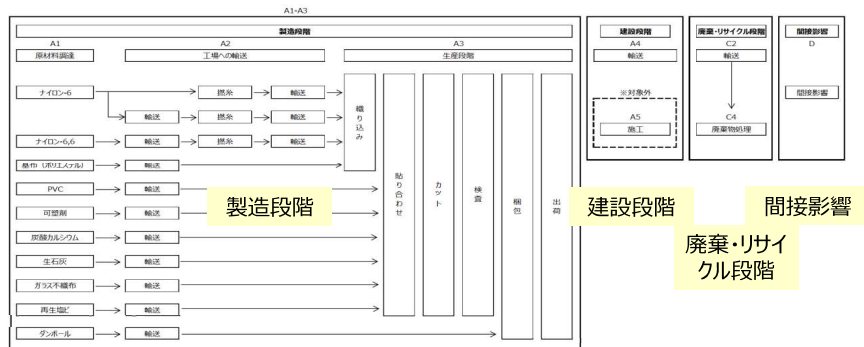 A1-A3
製造段階
建設段階
廃棄・リサイクル段階
間接影響
A1
A2
A3
A4
C2
D
原材料調達
工場への輸送
生産段階
輸送
輸送
間接影響
ナイロン-6
撚糸
輸送
輸送
撚糸
輸送
ナイロン-6,6
輸送
撚糸
輸送
基布（ポリエステル）
輸送
PVC
輸送
可塑剤
輸送
炭酸カルシウム
輸送
生石灰
輸送
ガラス不織布
輸送
再生塩ビ
輸送
ダンボール
輸送
織り込み
貼り合わせ
カット
検査
梱包
出荷
※対象外
A5
施工
C4
廃棄物処理
製造段階
建設段階
廃棄・リサイ
クル段階
間接影響